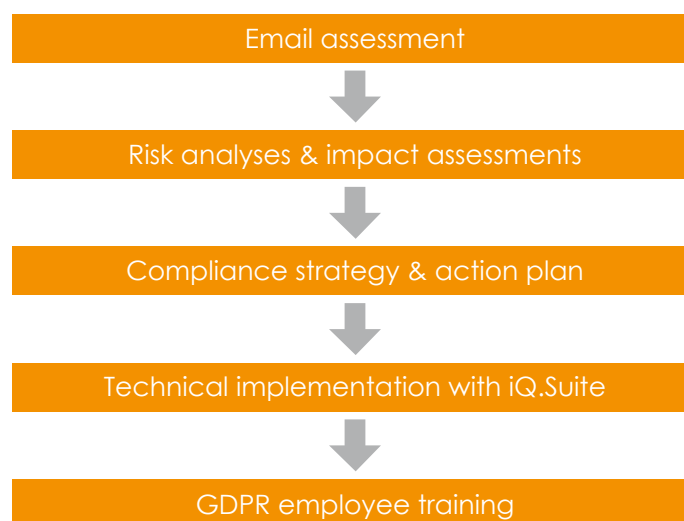 Email assessment
Risk analyses & impact assessments
Compliance strategy & action plan
Technical implementation with iQ.Suite
GDPR employee training